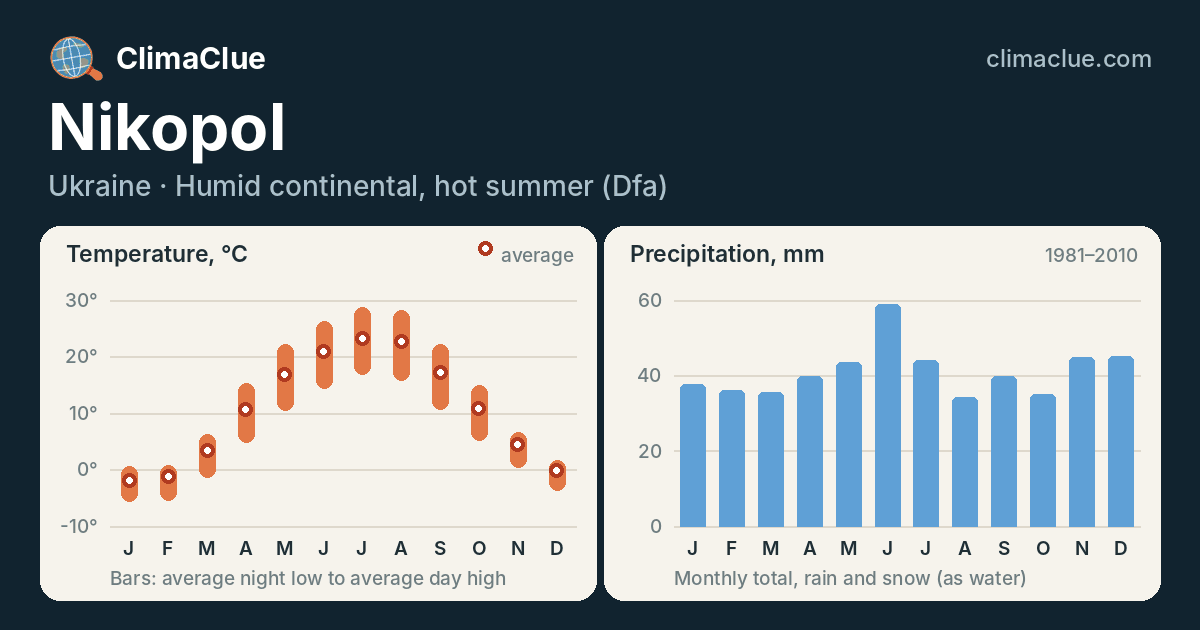 ClimaClue
climaclue.com
Nikopol
Ukraine · Humid continental, hot summer (Dfa)
Temperature, °C
average
30°
20°
10°
0°
-10°
J F M A M J J A S O N D
Bars: average night low to average day high
Precipitation, mm
1981–2010
60
40
20
0
J F M A M J J A S O N D
Monthly total, rain and snow (as water)